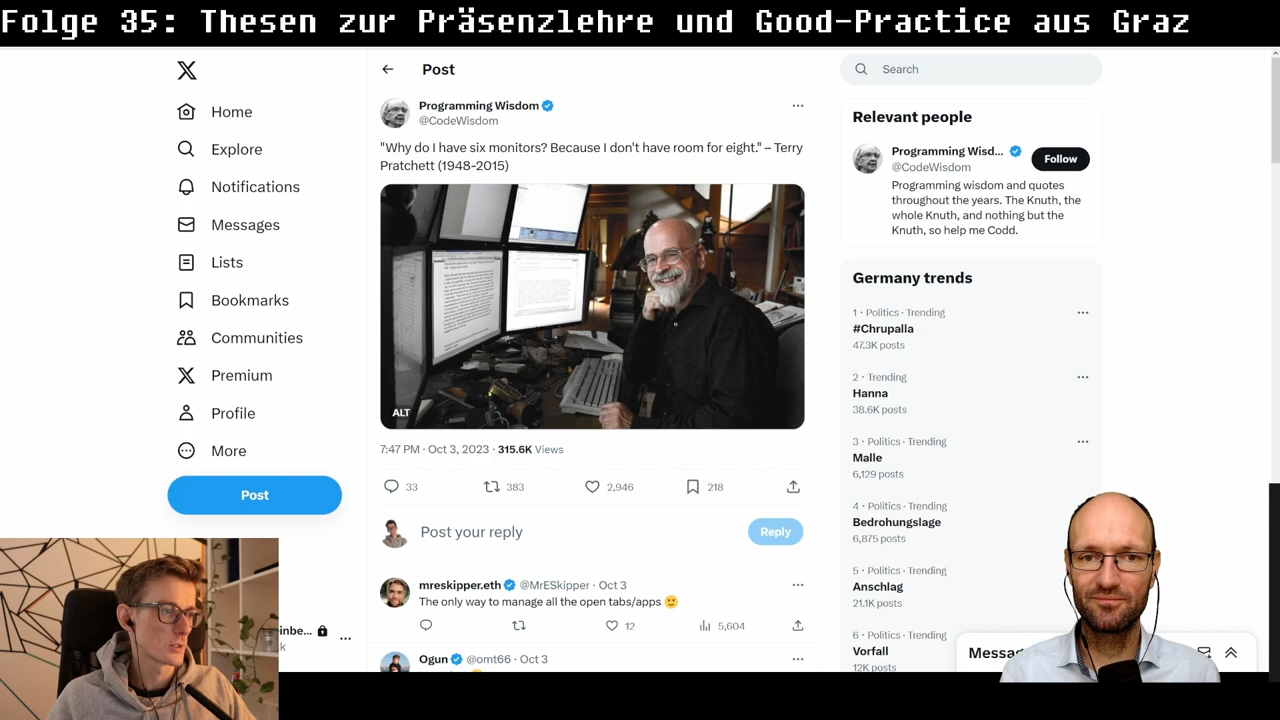 Folge 35: Thesen zur Präsenzlehre und Good-Practice aus Graz
Home
Explore
Notifications
Messages
Lists
Bookmarks
Communities
Premium
Profile
More
Post
inbe...
k
Post
Programming Wisdom
@CodeWisdom
"Why do I have six monitors? Because I don't have room for eight." – Terry
Pratchett (1948-2015)
ALT
7:47 PM · Oct 3, 2023 · 315.6K Views
33 383 2,946 218
Post your reply
Reply
mreskipper.eth @MrESkipper · Oct 3
The only way to manage all the open tabs/apps 🙂
12 5,604
Ogun @omt66 · Oct 3
Search
Relevant people
Programming Wisd...
@CodeWisdom
Follow
Programming wisdom and quotes
throughout the years. The Knuth, the
whole Knuth, and nothing but the
Knuth, so help me Codd.
Germany trends
1 · Politics · Trending
#Chrupalla
47.3K posts
2 · Trending
Hanna
38.6K posts
3 · Politics · Trending
Malle
6,129 posts
4 · Politics · Trending
Bedrohungslage
6,875 posts
5 · Politics · Trending
Anschlag
21.1K posts
6 · Politics · Trending
Vorfall
12K posts
Messag